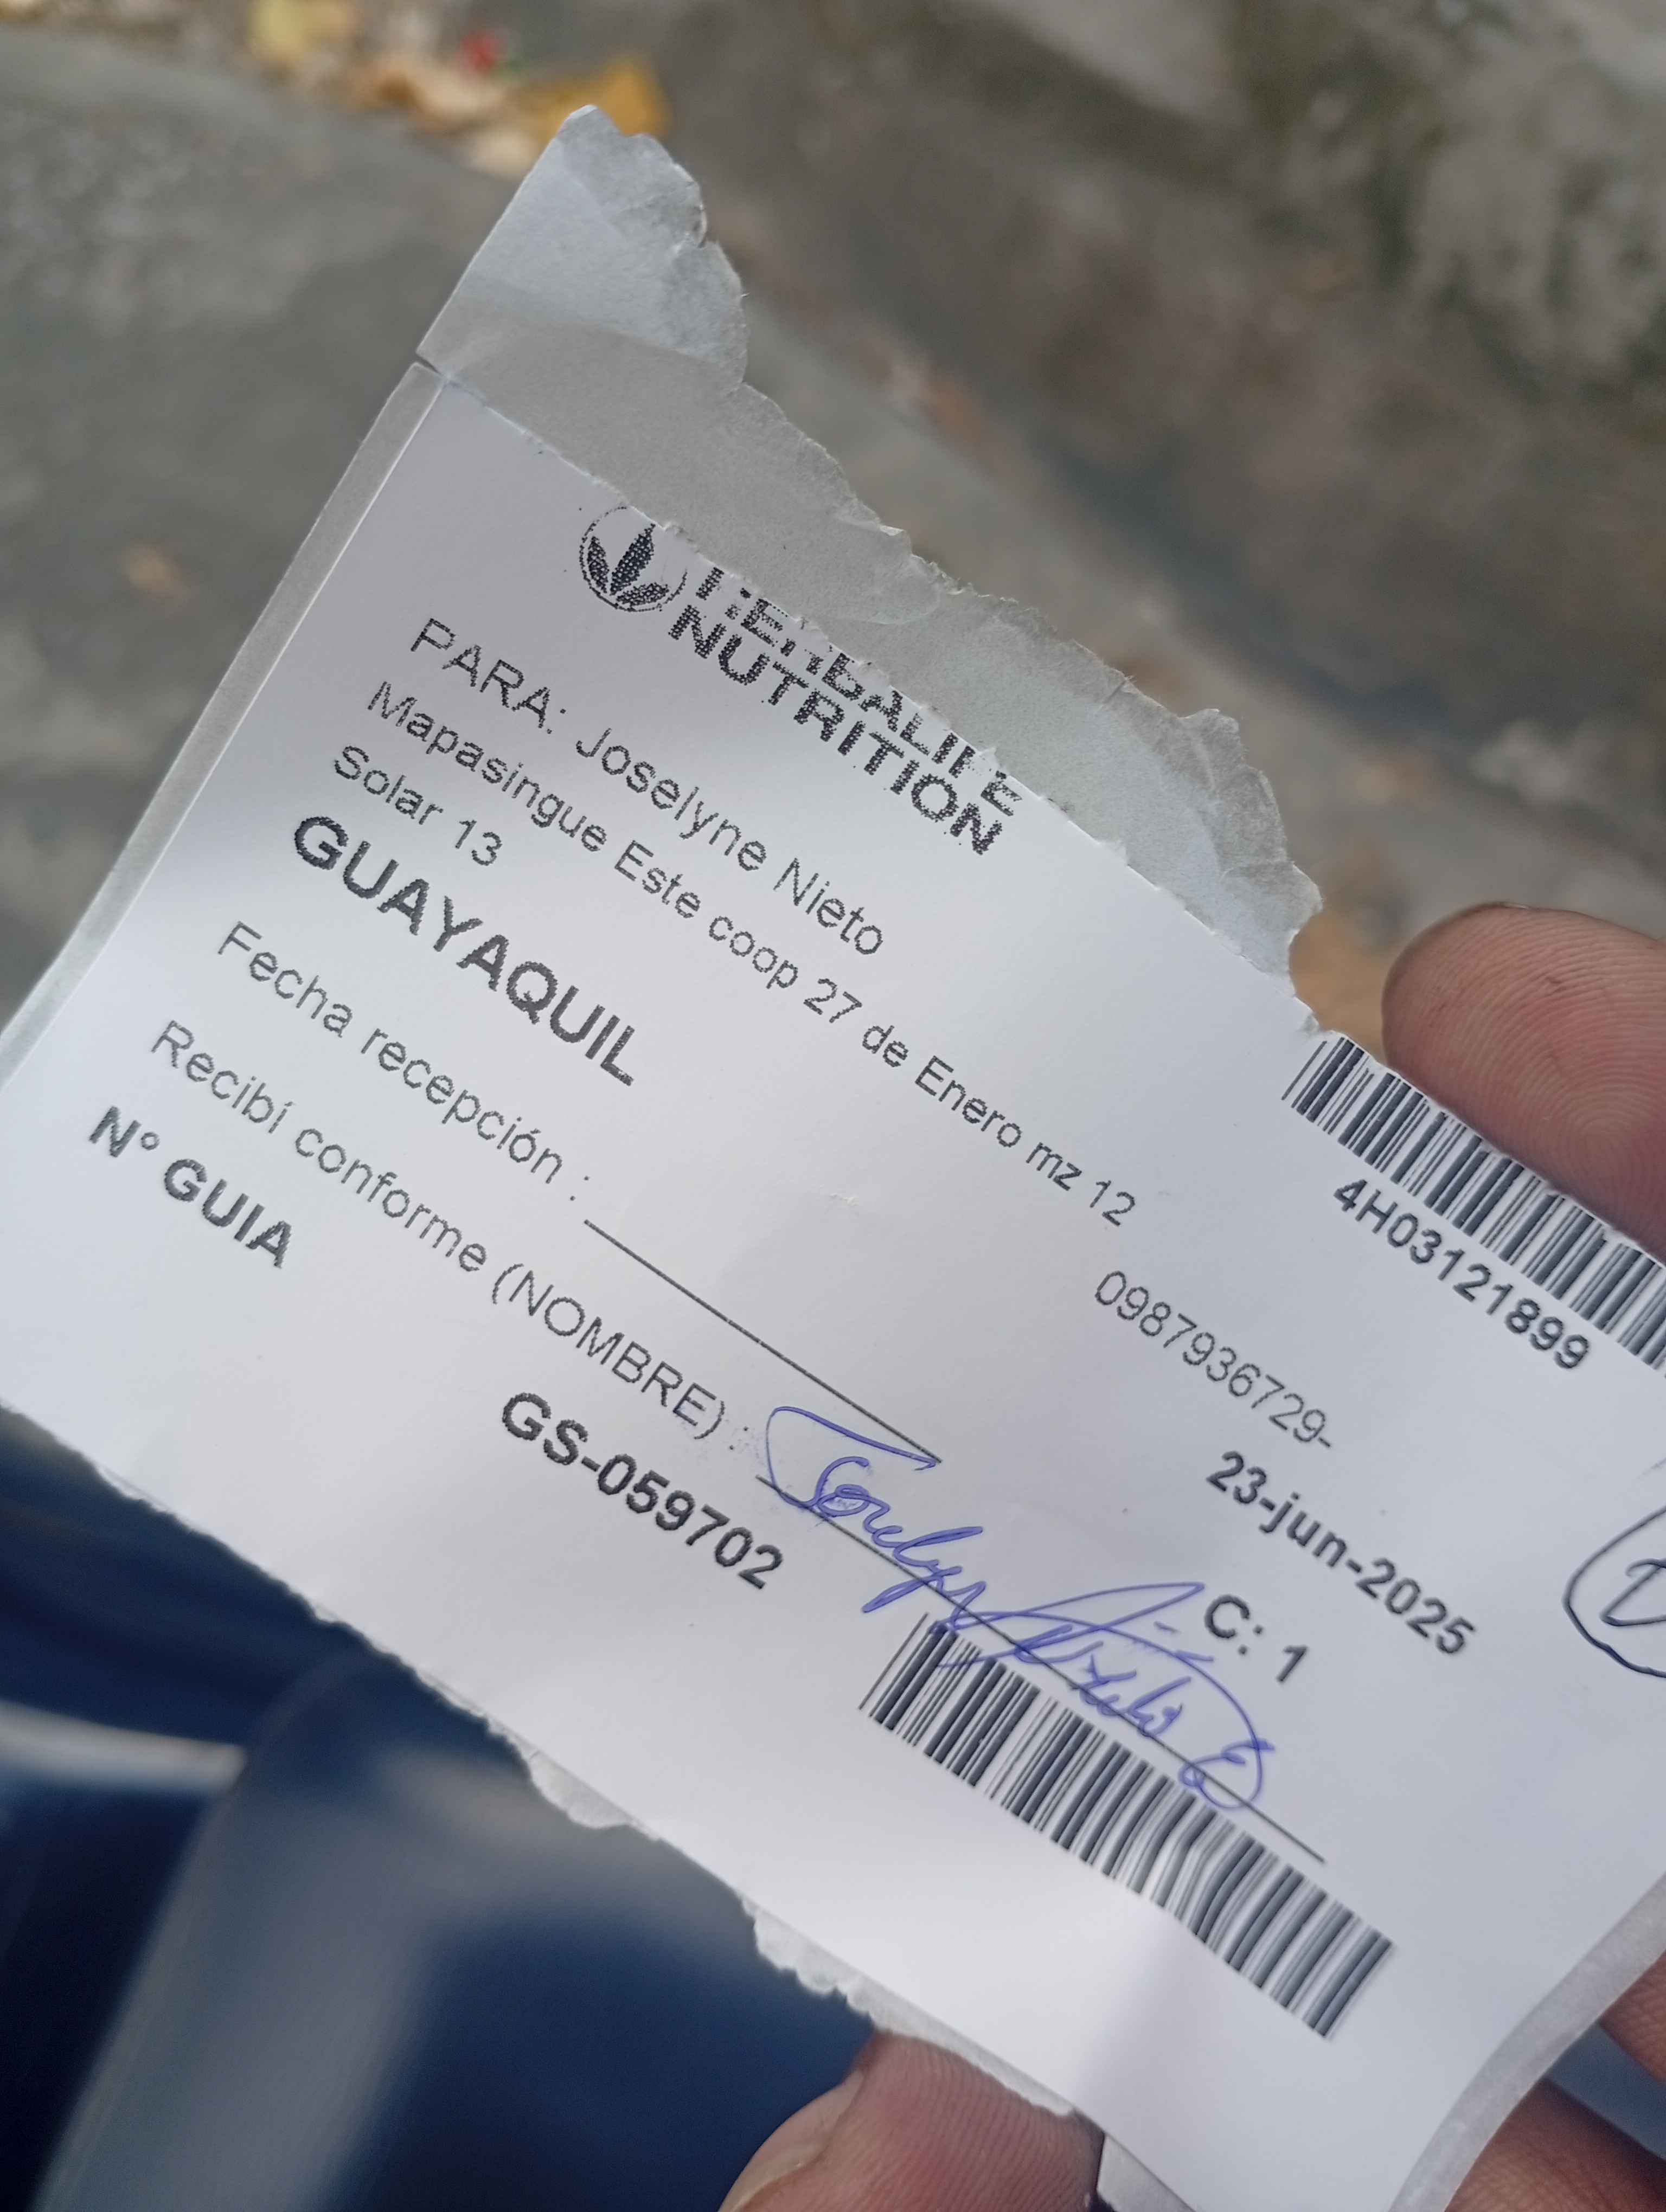 HERBALIFE
NUTRITION
4H03121899
PARA: Joselyne Nieto
Mapasingue Este coop 27 de Enero mz 12
Solar 13
0987936729-
GUAYAQUIL
23-jun-2025
Fecha recepción :
C: 1
Recibí conforme (NOMBRE) :
N° GUIA
GS-059702